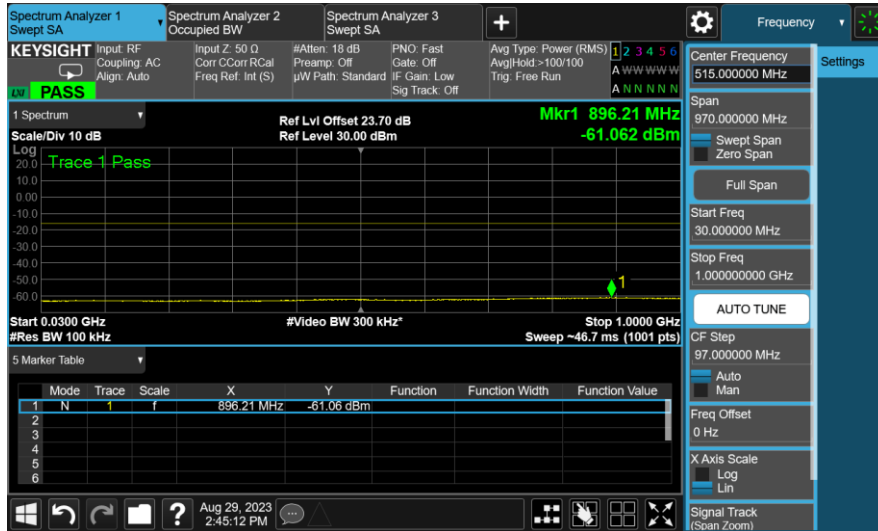 Spectrum Analyzer 1
Swept SA
Spectrum Analyzer 2
Occupied BW
Spectrum Analyzer 3
Swept SA
Frequency
KEYSIGHT
Input: RF
Coupling: AC
Align: Auto
Input Z: 50 Ω
Corr CCorr RCal
Freq Ref: Int (S)
#Atten: 18 dB
Preamp: Off
µW Path: Standard
PNO: Fast
Gate: Off
IF Gain: Low
Sig Track: Off
Avg Type: Power (RMS)
Avg|Hold:>100/100
Trig: Free Run
1 2 3 4 5 6
A W W W W W
A N N N N N
LXI
PASS
1 Spectrum
Scale/Div 10 dB
Ref Lvl Offset 23.70 dB
Ref Level 30.00 dBm
Mkr1 896.21 MHz
-61.062 dBm
Log
Trace 1 Pass
20.0
10.0
0.00
-10.0
-20.0
-30.0
-40.0
-50.0
-60.0
1
Start 0.0300 GHz
#Res BW 100 kHz
#Video BW 300 kHz*
Stop 1.0000 GHz
Sweep ~46.7 ms (1001 pts)
5 Marker Table
Mode Trace Scale X Y Function Function Width Function Value
1 N 1 f 896.21 MHz -61.06 dBm
2
3
4
5
6
Aug 29, 2023
2:45:12 PM
Center Frequency
515.000000 MHz
Settings
Span
970.000000 MHz
Swept Span
Zero Span
Full Span
Start Freq
30.000000 MHz
Stop Freq
1.000000000 GHz
AUTO TUNE
CF Step
97.000000 MHz
Auto
Man
Freq Offset
0 Hz
X Axis Scale
Log
Lin
Signal Track
(Span Zoom)